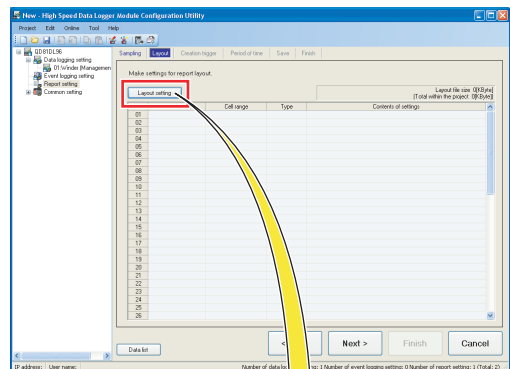 New - High Speed Data Logger Module Configuration Utility
Project Edit Online Tool Help
QD81DL96
Data logging setting
01:Winder (Managemen
Event logging setting
Report setting
Common setting
Sampling Layout Creation trigger Period of time Save Finish
Make settings for report layout.
Layout setting
Layout file size 0[KByte]
(Total within the project 0[KByte])
Cell range Type Contents of settings
01
02
03
04
05
06
07
08
09
10
11
12
13
14
15
16
17
18
19
20
21
22
23
24
25
26
Data list
<
Next >
Finish
Cancel
IP address: User name:
Number of data log ing: 1 Number of event logging setting: 0 Number of report setting: 1 (Total: 2)